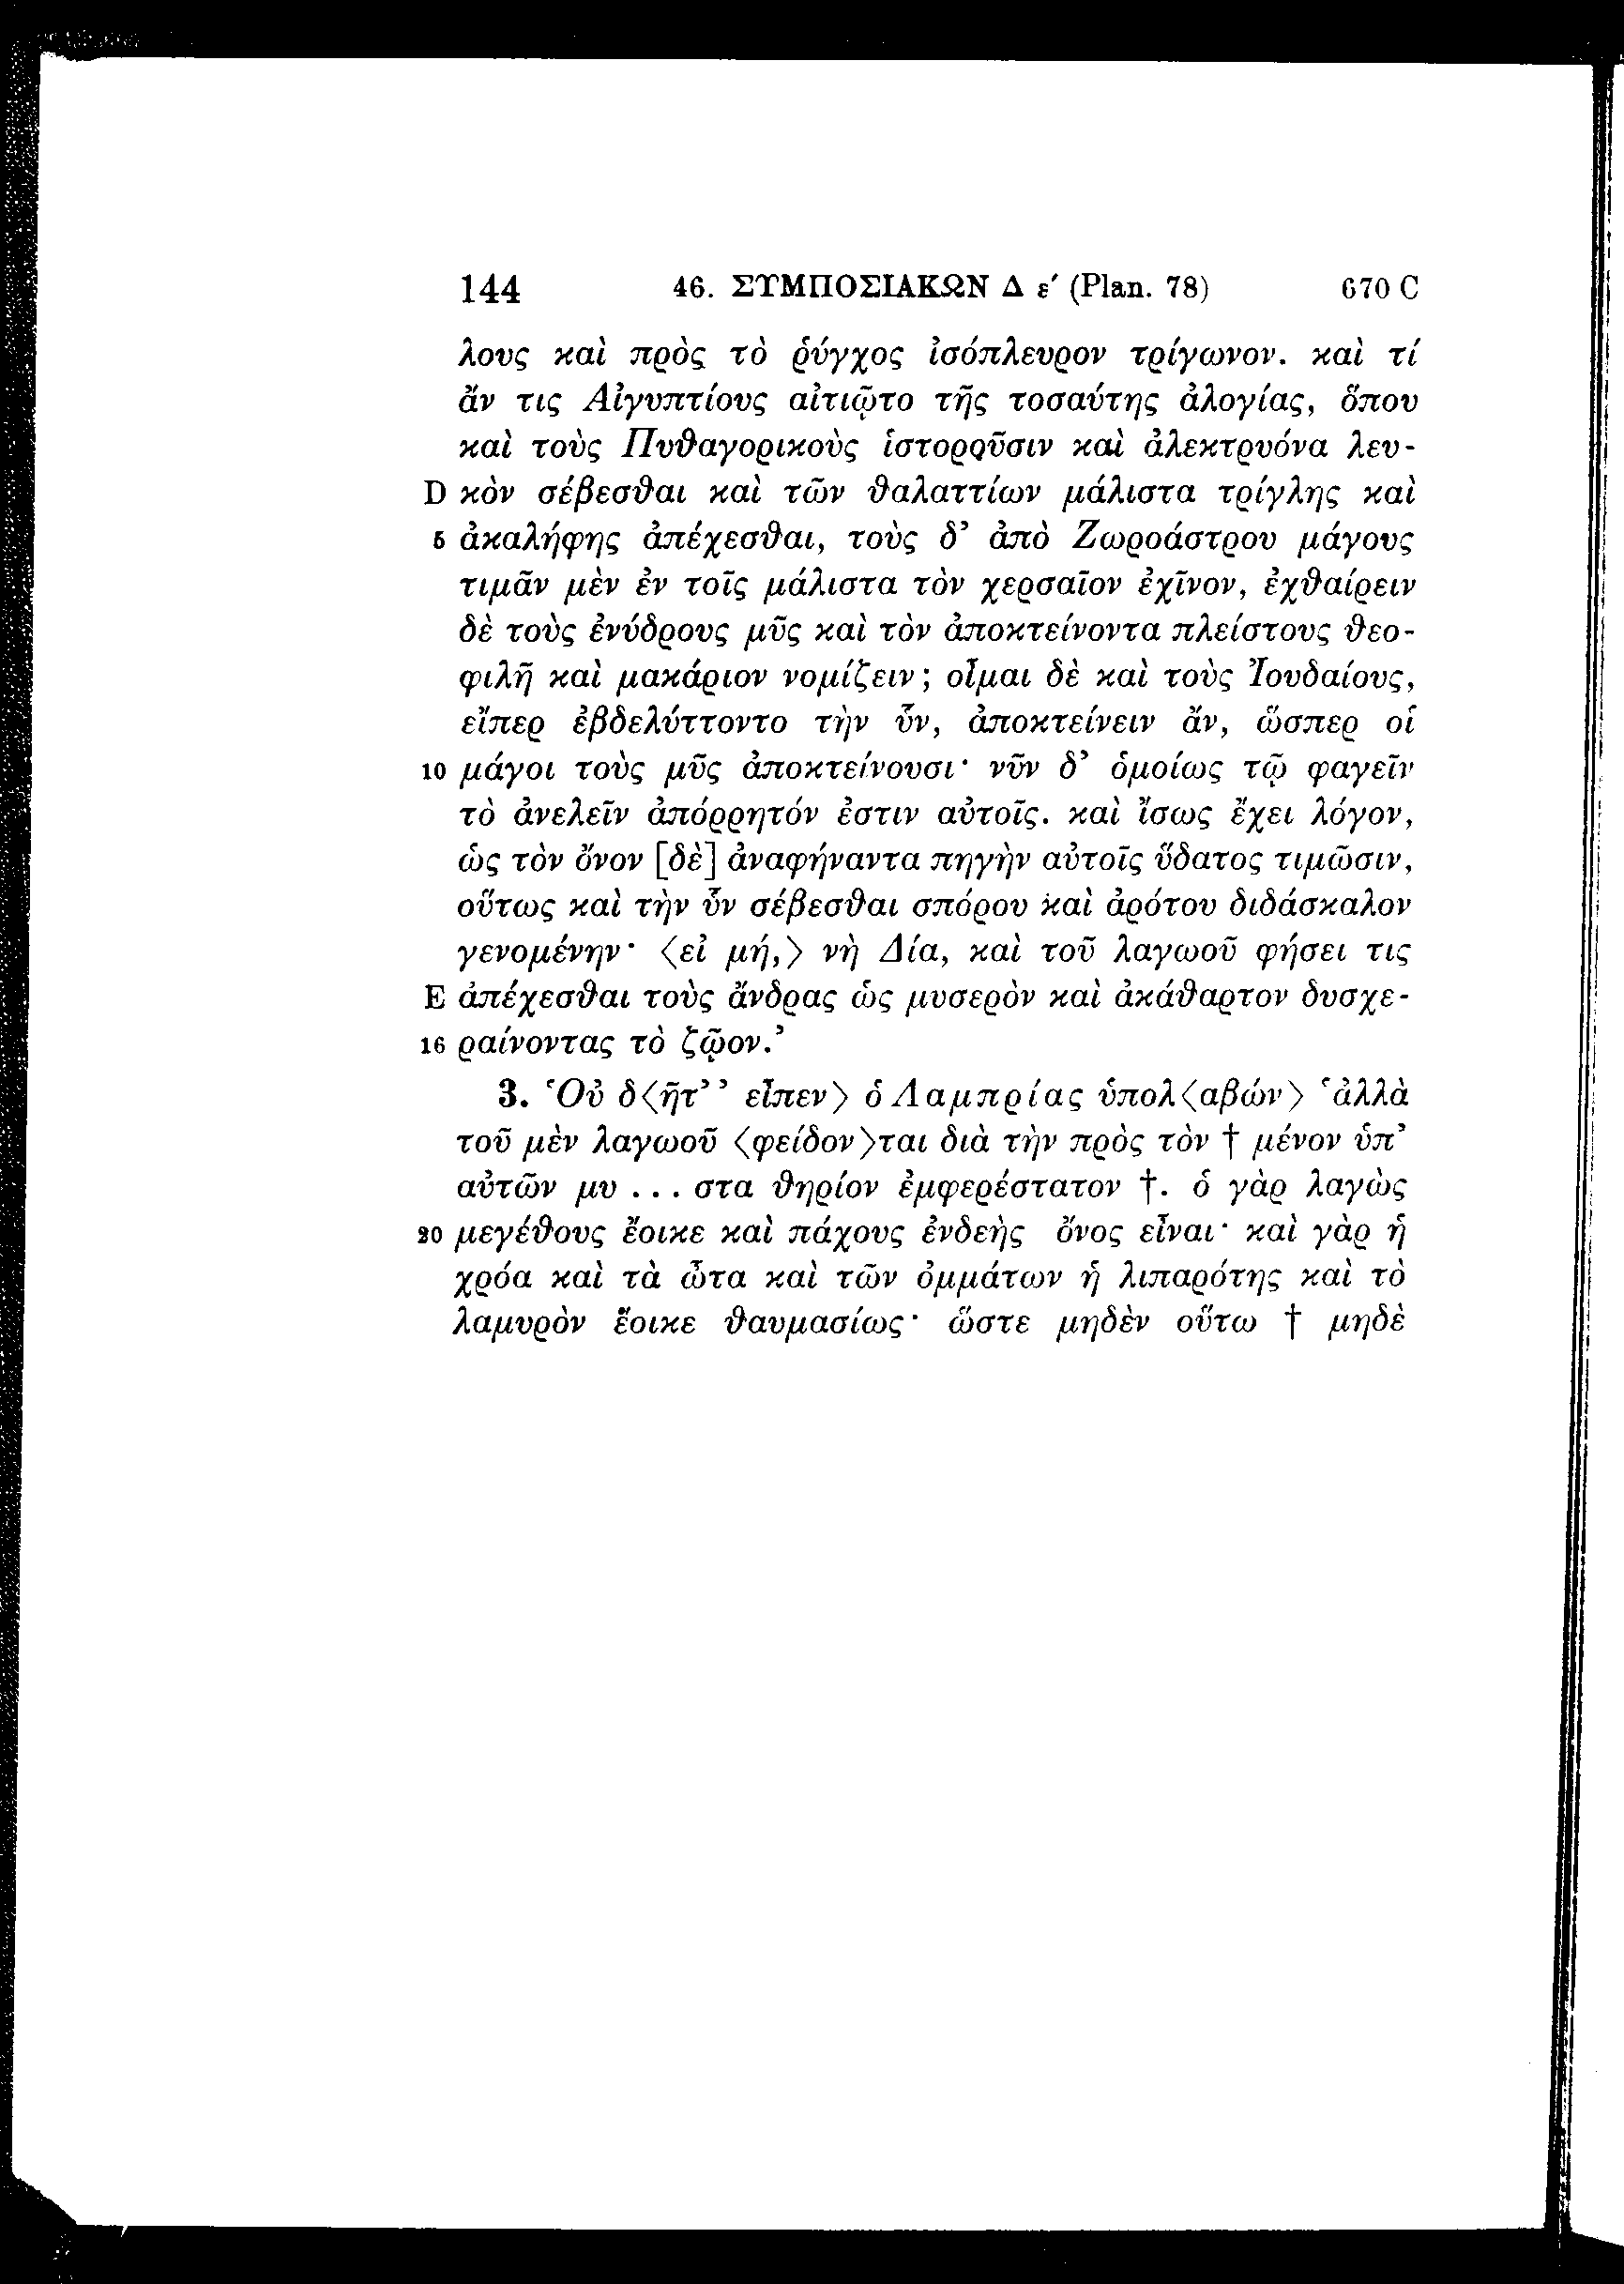 144 46. ΣΥΜΠΟΣΙΑΚΩΝ Δ ε′ (Plan. 78) 670 C
λους καὶ πρὸς τὸ ῥύγχος ἰσόπλευρον τρίγωνον. καὶ τί
ἄν τις Αἰγυπτίους αἰτιῷτο τῆς τοσαύτης ἀλογίας, ὅπου
καὶ τοὺς Πυθαγορικοὺς ἱστοροῦσιν καὶ ἀλεκτρυόνα λευ-
D κὸν σέβεσθαι καὶ τῶν θαλαττίων μάλιστα τρίγλης καὶ
5 ἀκαλήφης ἀπέχεσθαι, τοὺς δ’ ἀπὸ Ζωροάστρου μάγους
τιμᾶν μὲν ἐν τοῖς μάλιστα τὸν χερσαῖον ἐχῖνον, ἐχθαίρειν
δὲ τοὺς ἐνύδρους μῦς καὶ τὸν ἀποκτείνοντα πλείστους θεο-
φιλῆ καὶ μακάριον νομίζειν; οἶμαι δὲ καὶ τοὺς Ἰουδαίους,
εἴπερ ἐβδελύττοντο τὴν ὗν, ἀποκτείνειν ἄν, ὥσπερ οἱ
10 μάγοι τοὺς μῦς ἀποκτείνουσι· νῦν δ’ ὁμοίως τῷ φαγεῖν
τὸ ἀνελεῖν ἀπόρρητόν ἐστιν αὐτοῖς. καὶ ἴσως ἔχει λόγον,
ὡς τὸν ὄνον [δὲ] ἀναφήναντα πηγὴν αὐτοῖς ὕδατος τιμῶσιν,
οὕτως καὶ τὴν ὗν σέβεσθαι σπόρου καὶ ἀρότου διδάσκαλον
γενομένην· ⟨εἰ μή,⟩ νὴ Δία, καὶ τοῦ λαγωοῦ φήσει τις
E ἀπέχεσθαι τοὺς ἄνδρας ὡς μυσερὸν καὶ ἀκάθαρτον δυσχε-
16 ραίνοντας τὸ ζῷον.’
3. ‘Οὐ δ⟨ῆτ’’ εἶπεν⟩ ὁ Λαμπρίας ὑπολ⟨αβών⟩ ‘ἀλλὰ
τοῦ μὲν λαγωοῦ ⟨φείδον⟩ται διὰ τὴν πρὸς τὸν † μένον ὑπ’
αὐτῶν μυ ... στα θηρίον ἐμφερέστατον †. ὁ γὰρ λαγὼς
20 μεγέθους ἔοικε καὶ πάχους ἐνδεὴς ὄνος εἶναι· καὶ γὰρ ἡ
χρόα καὶ τὰ ὦτα καὶ τῶν ὀμμάτων ἡ λιπαρότης καὶ τὸ
λαμυρὸν ἔοικε θαυμασίως· ὥστε μηδὲν οὕτω † μηδὲ